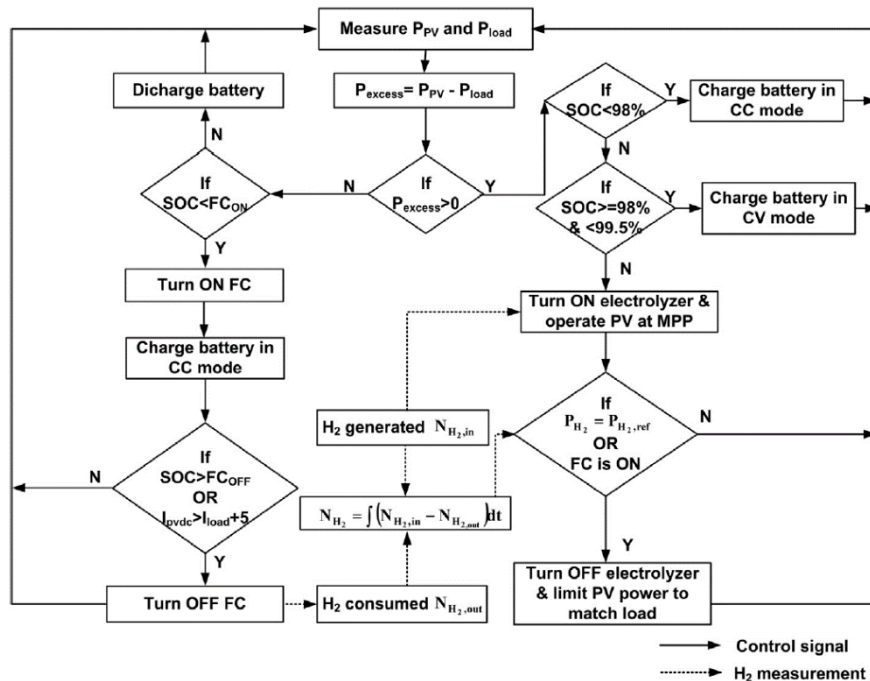 Measure P_PV and P_load
Dicharge battery
P_excess= P_PV - P_load
If
SOC<98%
Y
Charge battery in
CC mode
N
N
If
SOC<FC_ON
N
If
P_excess>0
Y
If
SOC>=98%
& <99.5%
Y
Charge battery in
CV mode
Y
N
Turn ON FC
Turn ON electrolyzer &
operate PV at MPP
Charge battery in
CC mode
If
P_H2 = P_H2,ref
OR
FC is ON
N
H2 generated N_H2,in
N
If
SOC>FC_OFF
OR
I_pvdc>I_load+5
N_H2 = ∫(N_H2,in − N_H2,out)dt
Y
Y
Turn OFF FC
H2 consumed N_H2,out
Turn OFF electrolyzer
& limit PV power to
match load
Control signal
H2 measurement